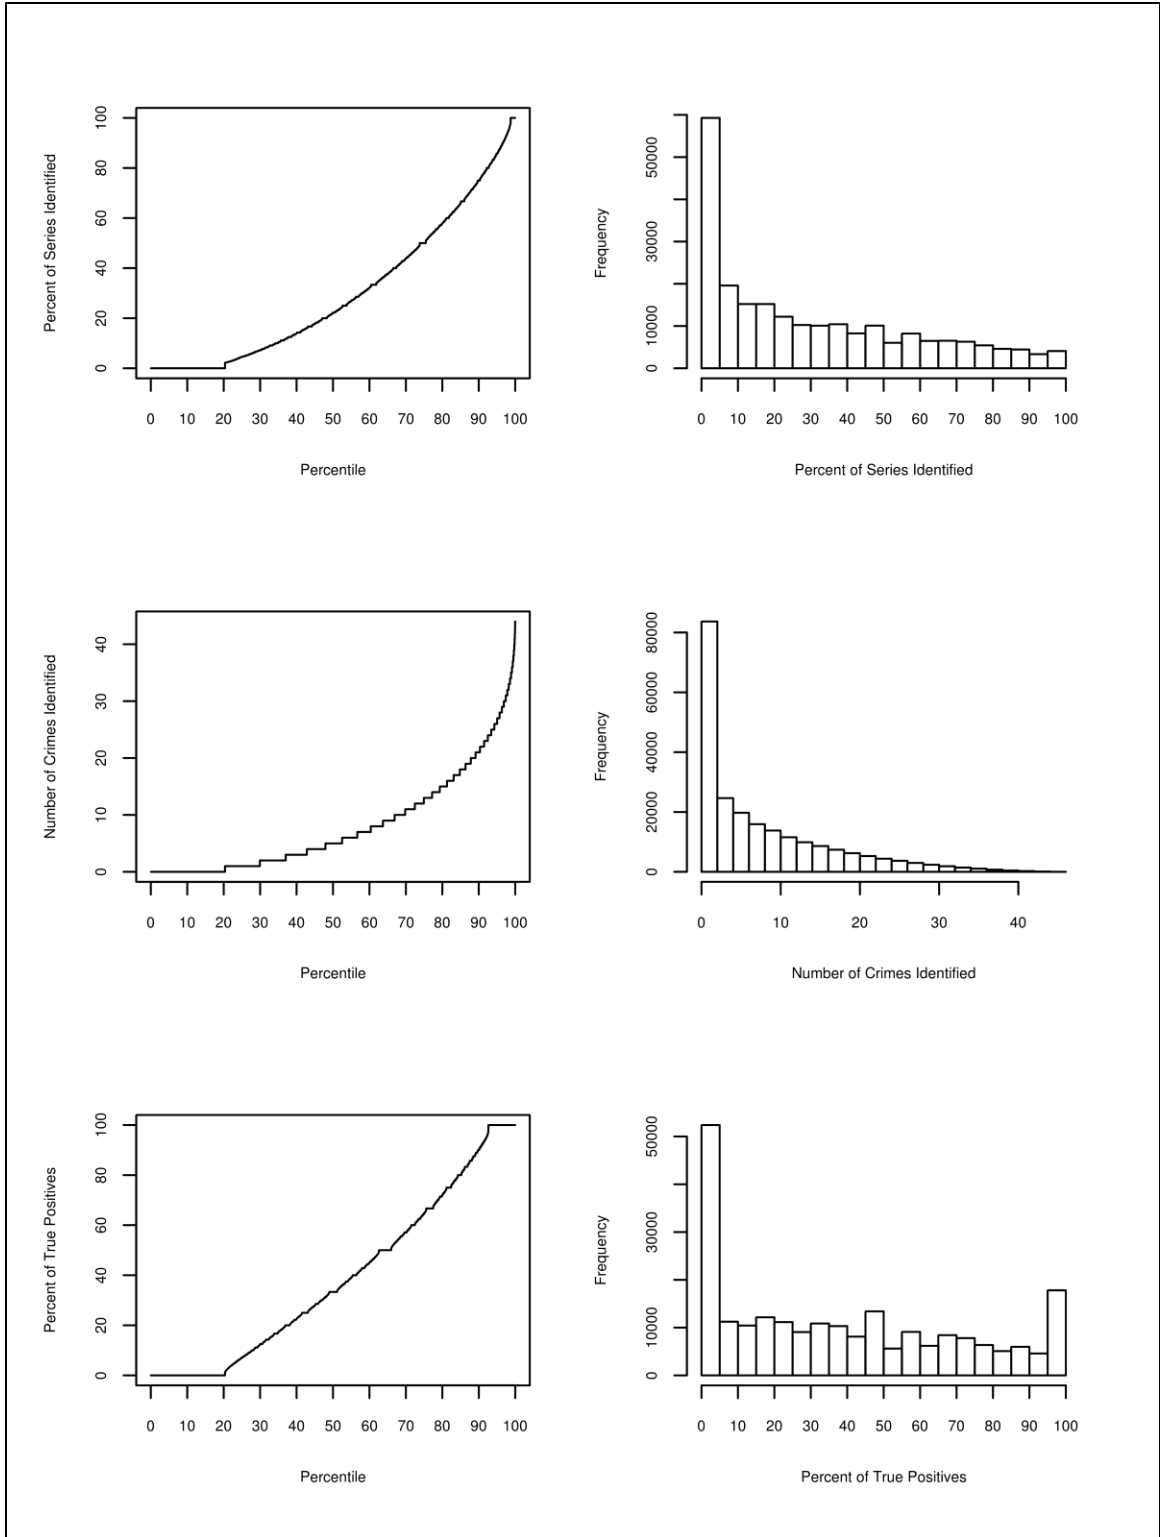 Percent of Series Identified
0 20 40 60 80 100
0 10 20 30 40 50 60 70 80 90 100
Percentile
Frequency
0 10000 30000 50000
0 10 20 30 40 50 60 70 80 90 100
Percent of Series Identified
Number of Crimes Identified
0 10 20 30 40
0 10 20 30 40 50 60 70 80 90 100
Percentile
Frequency
0 20000 40000 60000 80000
0 10 20 30 40
Number of Crimes Identified
Percent of True Positives
0 20 40 60 80 100
0 10 20 30 40 50 60 70 80 90 100
Percentile
Frequency
0 10000 30000 50000
0 10 20 30 40 50 60 70 80 90 100
Percent of True Positives